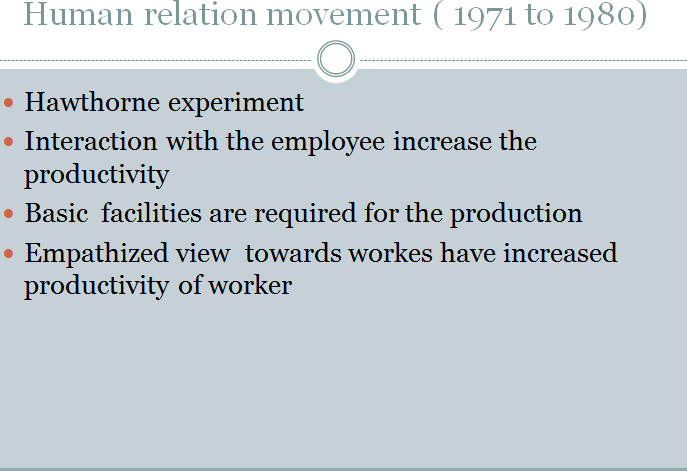 Human relation movement ( 1971 to 1980)
• Hawthorne experiment
• Interaction with the employee increase the
productivity
• Basic  facilities are required for the production
• Empathized view  towards workes have increased
productivity of worker